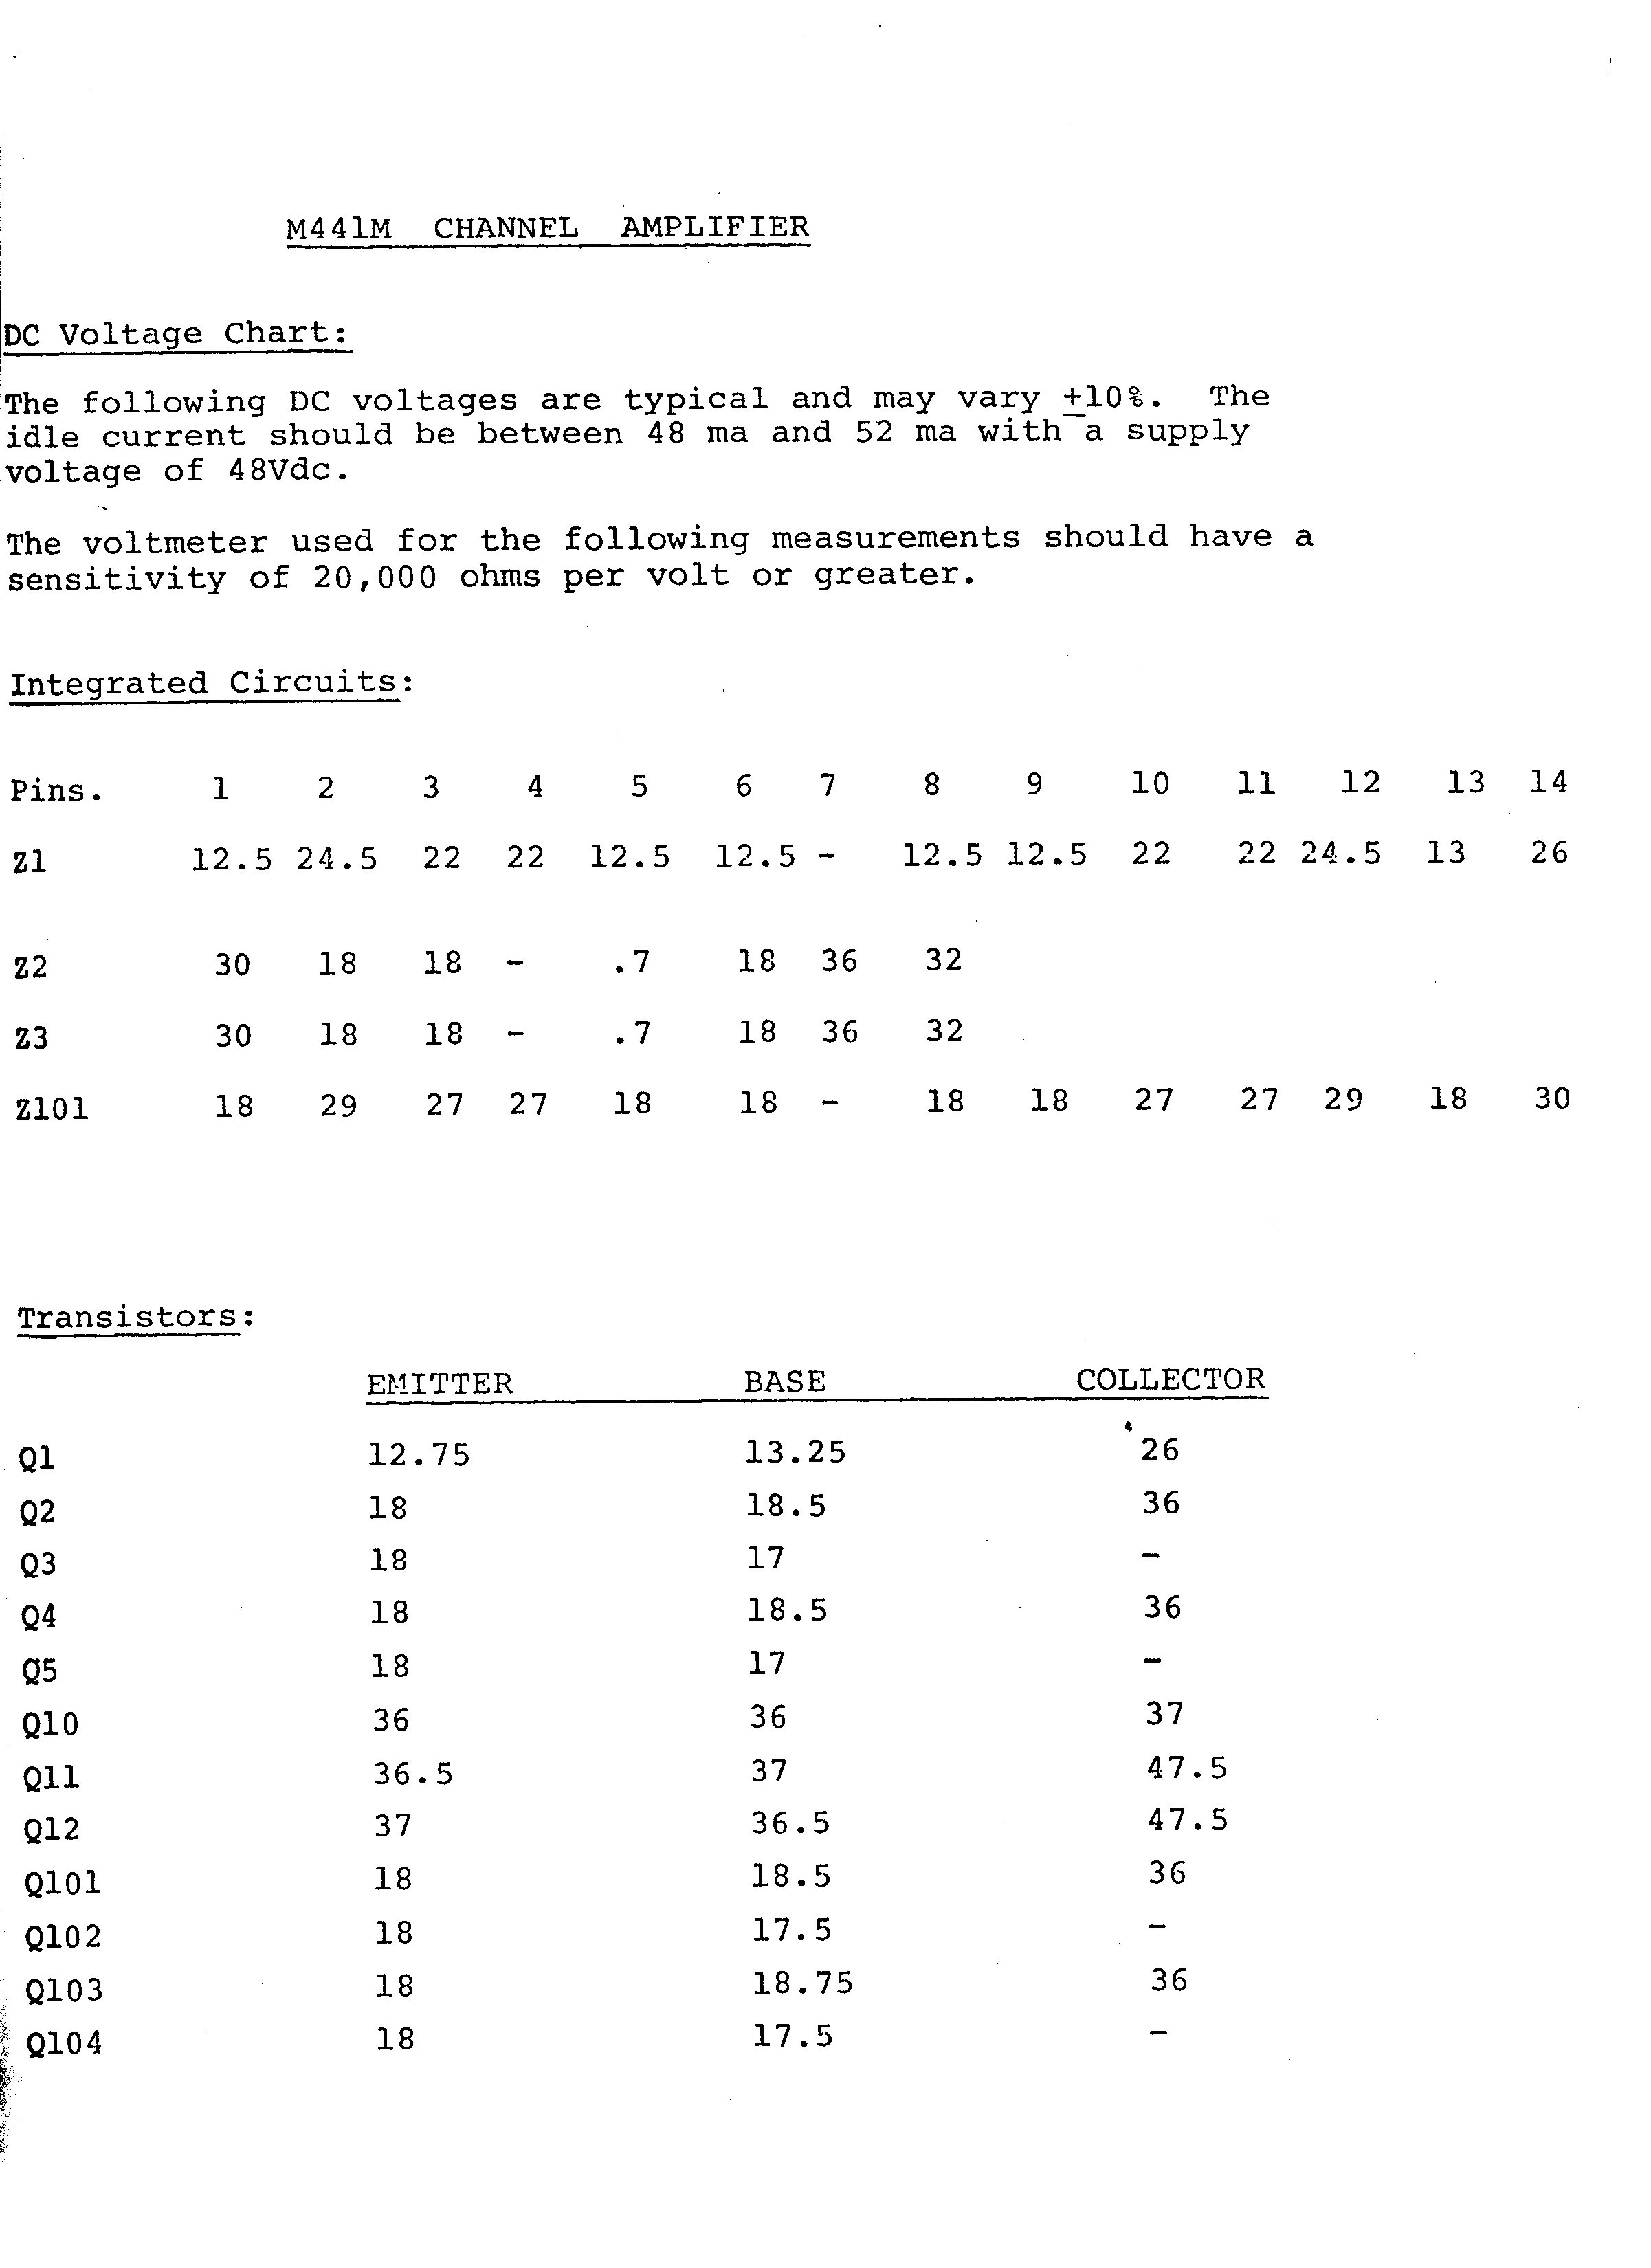 M441M CHANNEL AMPLIFIER
DC Voltage Chart:
The following DC voltages are typical and may vary ±10%. The
idle current should be between 48 ma and 52 ma with a supply
voltage of 48Vdc.
The voltmeter used for the following measurements should have a
sensitivity of 20,000 ohms per volt or greater.
Integrated Circuits:
Pins. 1 2 3 4 5 6 7 8 9 10 11 12 13 14
Z1 12.5 24.5 22 22 12.5 12.5 - 12.5 12.5 22 22 24.5 13 26
Z2 30 18 18 - .7 18 36 32
Z3 30 18 18 - .7 18 36 32
Z101 18 29 27 27 18 18 - 18 18 27 27 29 18 30
Transistors:
EMITTER BASE COLLECTOR
Q1 12.75 13.25 26
Q2 18 18.5 36
Q3 18 17 -
Q4 18 18.5 36
Q5 18 17 -
Q10 36 36 37
Q11 36.5 37 47.5
Q12 37 36.5 47.5
Q101 18 18.5 36
Q102 18 17.5 -
Q103 18 18.75 36
Q104 18 17.5 -